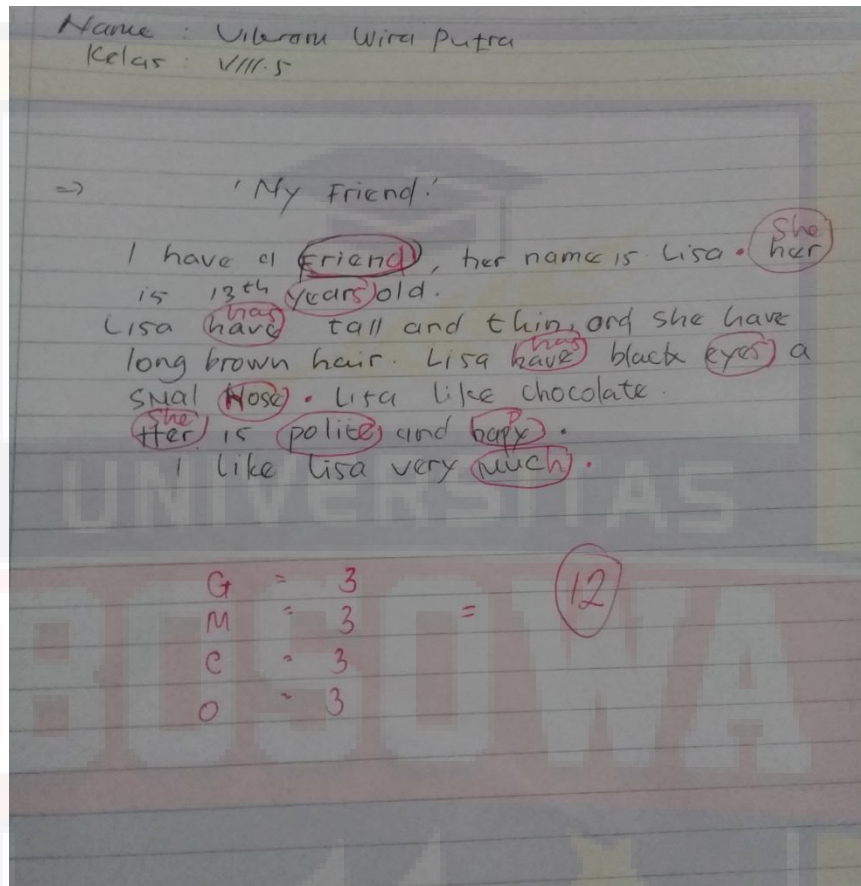 Name : Vikram Wira Putra
Kelas : VIII.5
=> 'My Friend'
She
I have a Friend, her name is Lisa. her
is 13th years old.
has
Lisa have tall and thin, and she have
has
long brown hair. Lisa have black eyes a
Smal Nose. Lisa like chocolate.
She
Her is polite and hapy.
P
I like Lisa very much.
UNIVERSITAS
BOSOWA
G = 3
M = 3 = 12
C = 3
O = 3